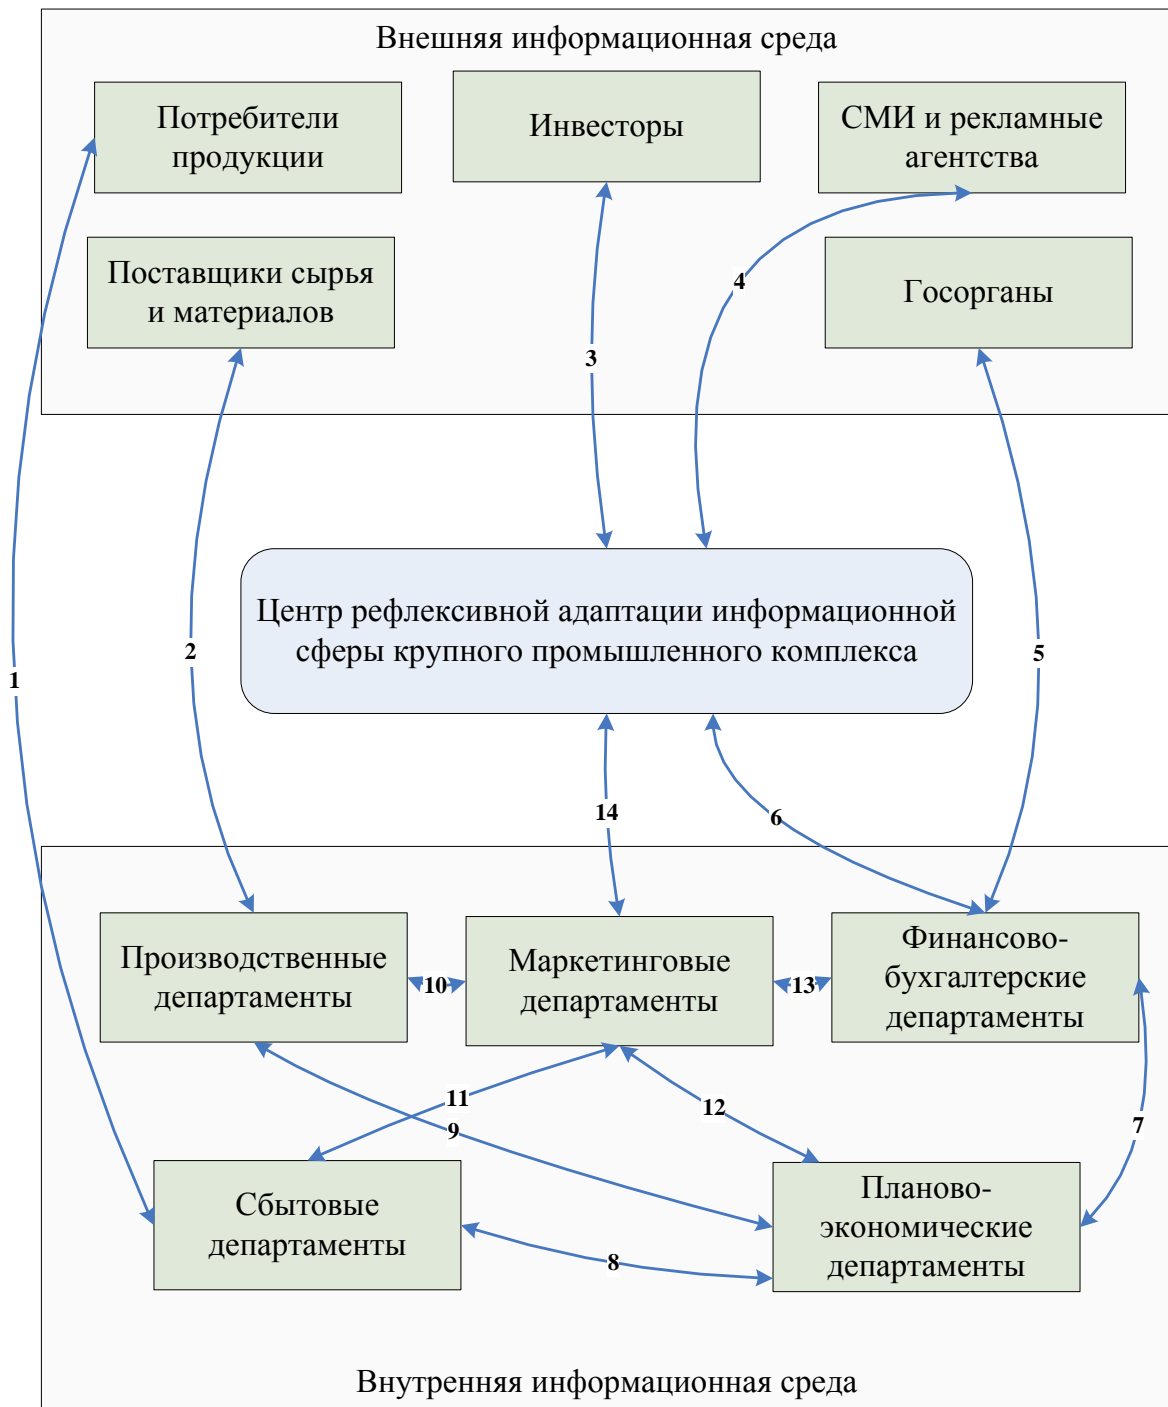 Внешняя информационная среда
Потребители
продукции
Инвесторы
СМИ и рекламные
агентства
Поставщики сырья
и материалов
Госорганы
4
3
Центр рефлексивной адаптации информационной
сферы крупного промышленного комплекса
2
5
1
14
6
Производственные
департаменты
10
Маркетинговые
департаменты
13
Финансово-
бухгалтерские
департаменты
11
12
9
7
Сбытовые
департаменты
8
Планово-
экономические
департаменты
Внутренняя информационная среда